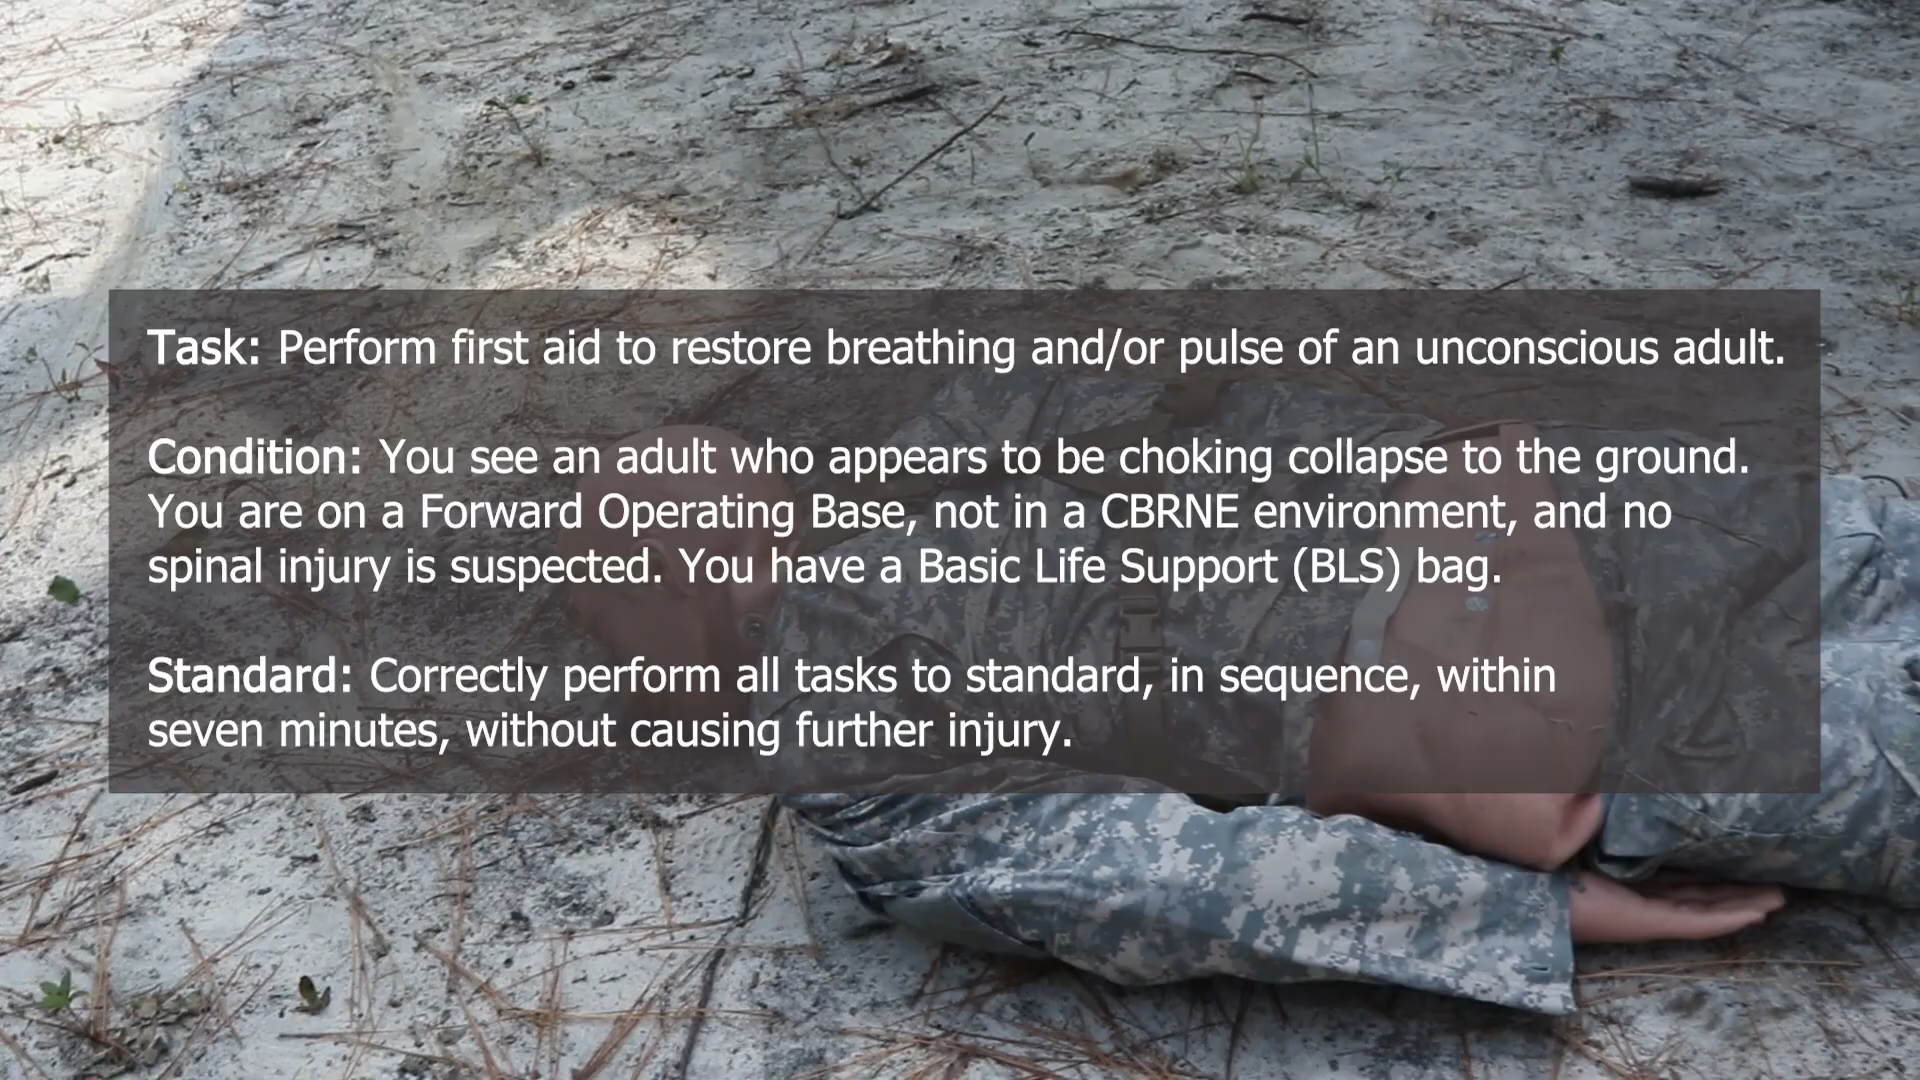 Task: Perform first aid to restore breathing and/or pulse of an unconscious adult.
Condition: You see an adult who appears to be choking collapse to the ground.
You are on a Forward Operating Base, not in a CBRNE environment, and no
spinal injury is suspected. You have a Basic Life Support (BLS) bag.
Standard: Correctly perform all tasks to standard, in sequence, within
seven minutes, without causing further injury.